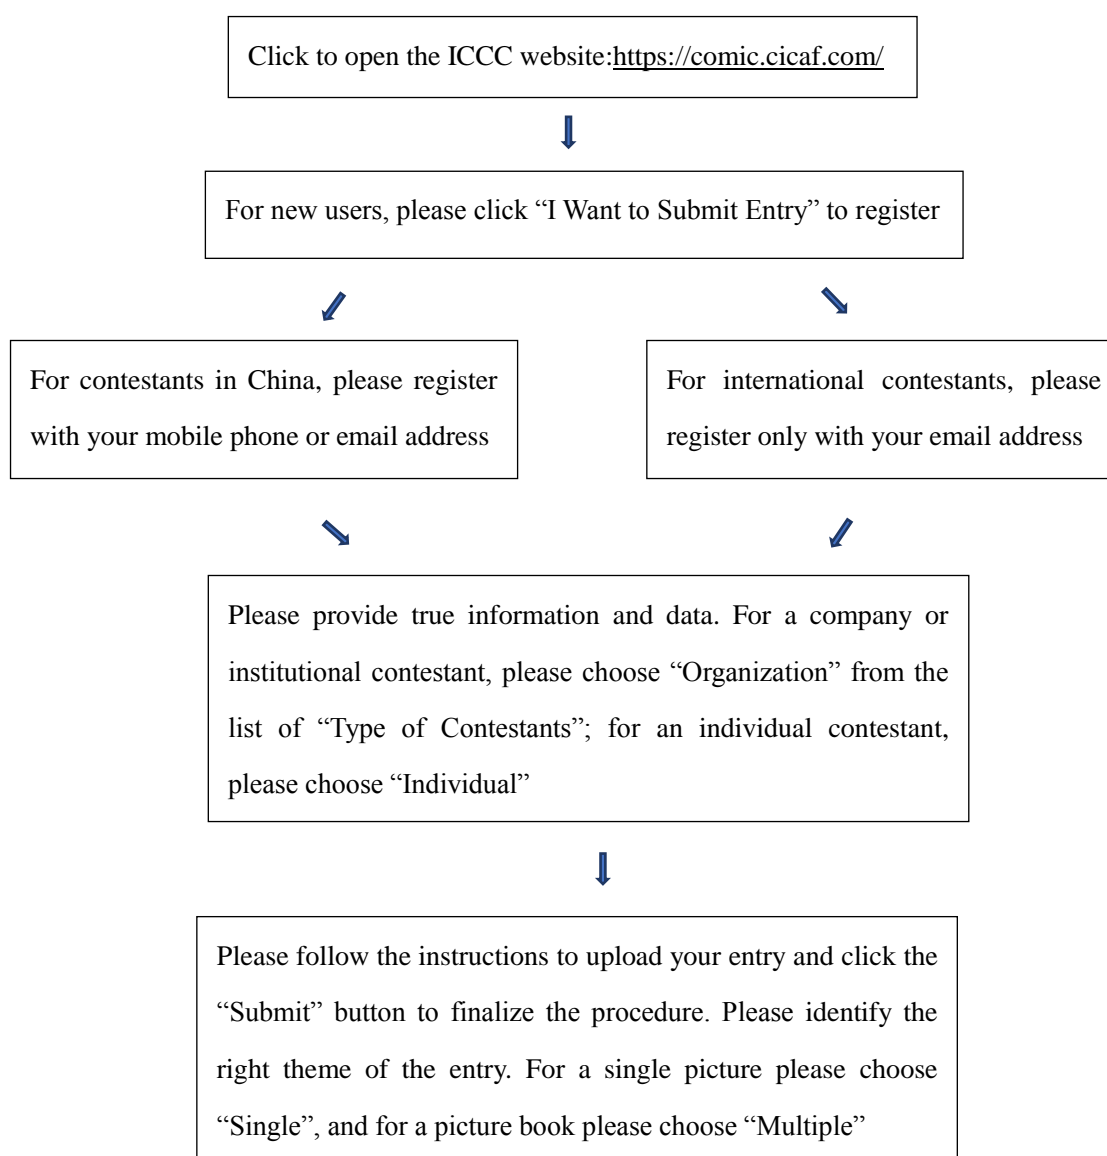 Click to open the ICCC website:https://comic.cicaf.com/
For new users, please click “I Want to Submit Entry” to register
For contestants in China, please register
with your mobile phone or email address
For international contestants, please
register only with your email address
Please provide true information and data. For a company or
institutional contestant, please choose “Organization” from the
list of “Type of Contestants”; for an individual contestant,
please choose “Individual”
Please follow the instructions to upload your entry and click the
“Submit” button to finalize the procedure. Please identify the
right theme of the entry. For a single picture please choose
“Single”, and for a picture book please choose “Multiple”